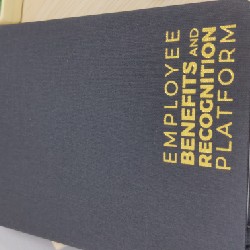 EMPLOYEE
BENEFITS AND
RECOGNITION
PLATFORM